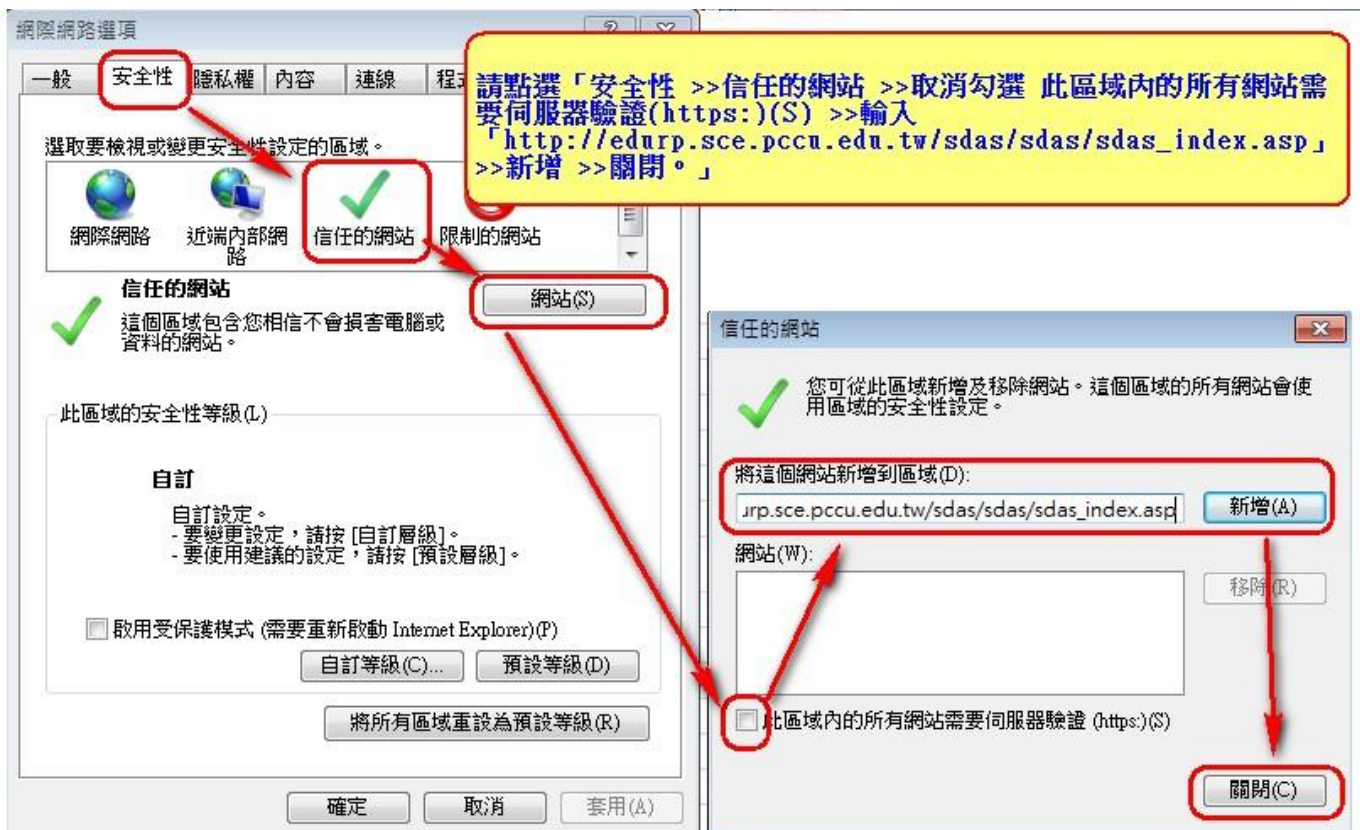 網際網路選項
一般
安全性
隱私權
內容
連線
請點選「安全性 >>信任的網站 >>取消勾選 此區域內的所有網站需
要伺服器驗證(https:)(S) >>輸入
「http://edurp.sce.pccu.edu.tw/sdas/sdas/sdas_index.asp」
>>新增 >>關閉。」
選取要檢視或變更安全性設定的區域。
網際網路
近端內部網
路
信任的網站
限制的網站
信任的網站
網站(S)
這個區域包含您相信不會損害電腦或
資料的網站。
此區域的安全性等級(L)
自訂
自訂設定。
- 要變更設定，請按 [自訂層級]。
- 要使用建議的設定，請按 [預設層級]。
啟用受保護模式 (需要重新啟動 Internet Explorer)(P)
自訂等級(C)...
預設等級(D)
將所有區域重設為預設等級(R)
確定
取消
套用(A)
信任的網站
您可從此區域新增及移除網站。這個區域的所有網站會使
用區域的安全性設定。
將這個網站新增到區域(D):
rp.sce.pccu.edu.tw/sdas/sdas/sdas_index.asp
新增(A)
網站(W):
移除(R)
此區域內的所有網站需要伺服器驗證 (https:)(S)
關閉(C)